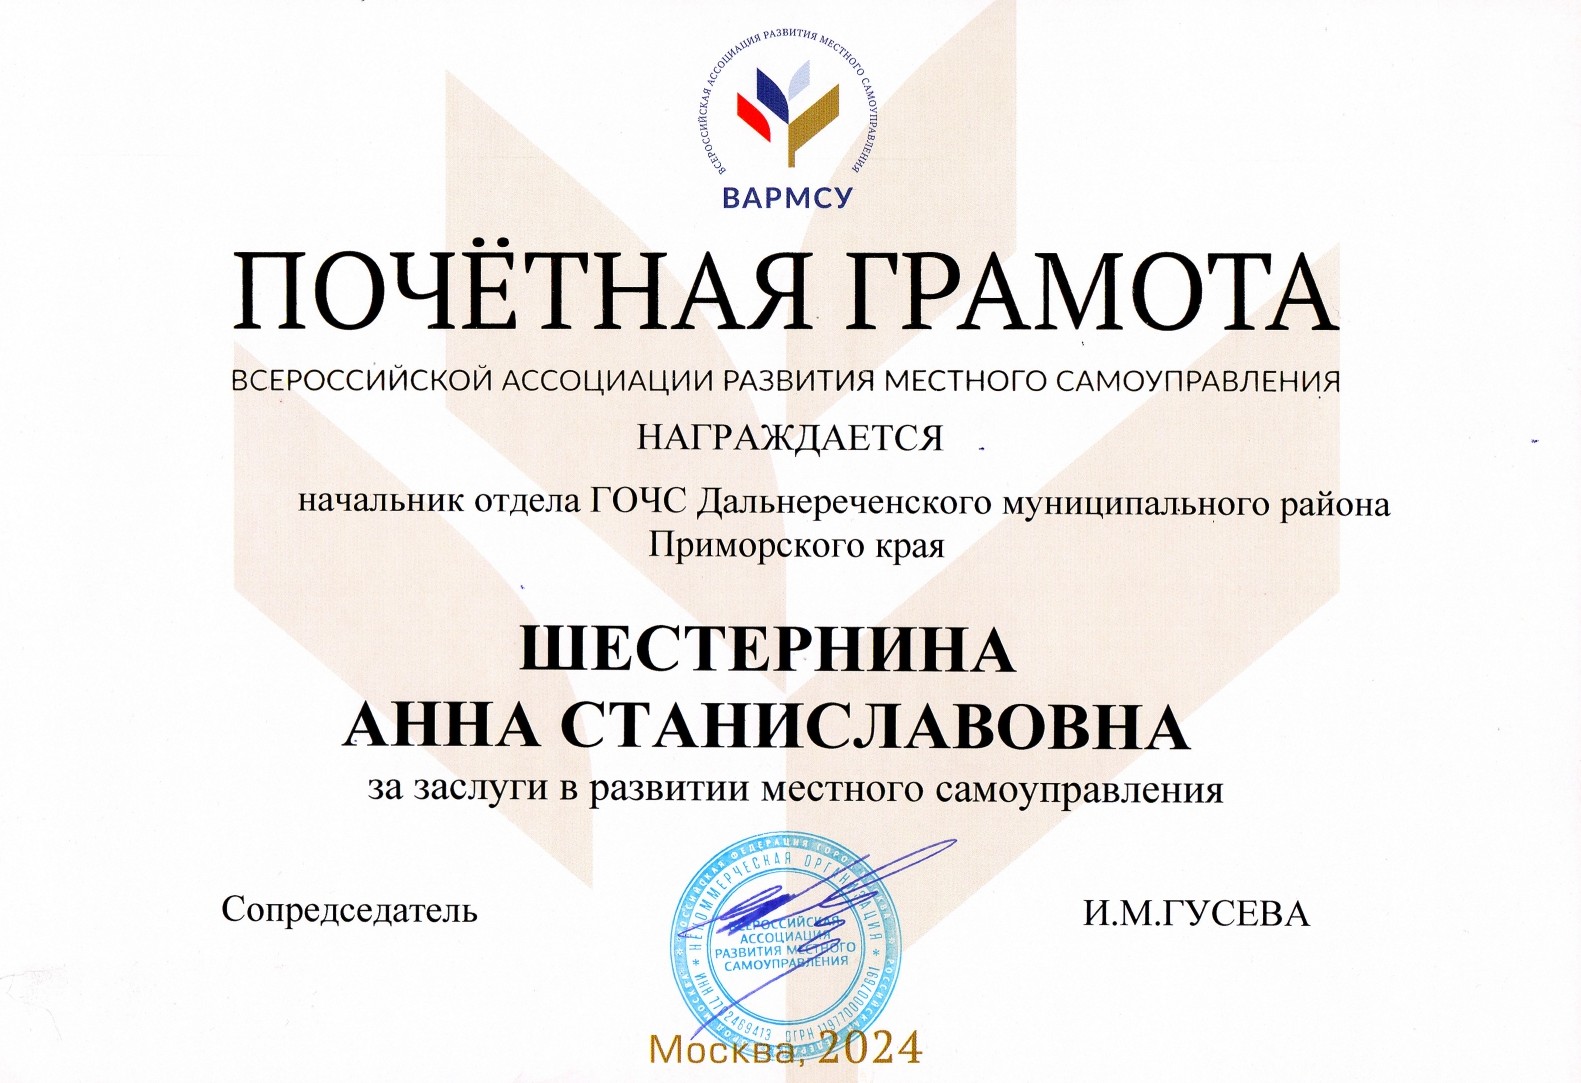 ВСЕРОССИЙСКАЯ АССОЦИАЦИЯ РАЗВИТИЯ МЕСТНОГО САМОУПРАВЛЕНИЯ
ВАРМСУ
ПОЧЁТНАЯ ГРАМОТА
ВСЕРОССИЙСКОЙ АССОЦИАЦИИ РАЗВИТИЯ МЕСТНОГО САМОУПРАВЛЕНИЯ
НАГРАЖДАЕТСЯ
начальник отдела ГОЧС Дальнереченского муниципального района
Приморского края
ШЕСТЕРНИНА
АННА СТАНИСЛАВОВНА
за заслуги в развитии местного самоуправления
Сопредседатель
И.М.ГУСЕВА
НЕКОММЕРЧЕСКАЯ ОРГАНИЗАЦИЯ
ВСЕРОССИЙСКАЯ
АССОЦИАЦИЯ
РАЗВИТИЯ МЕСТНОГО
САМОУПРАВЛЕНИЯ
Москва, 2024